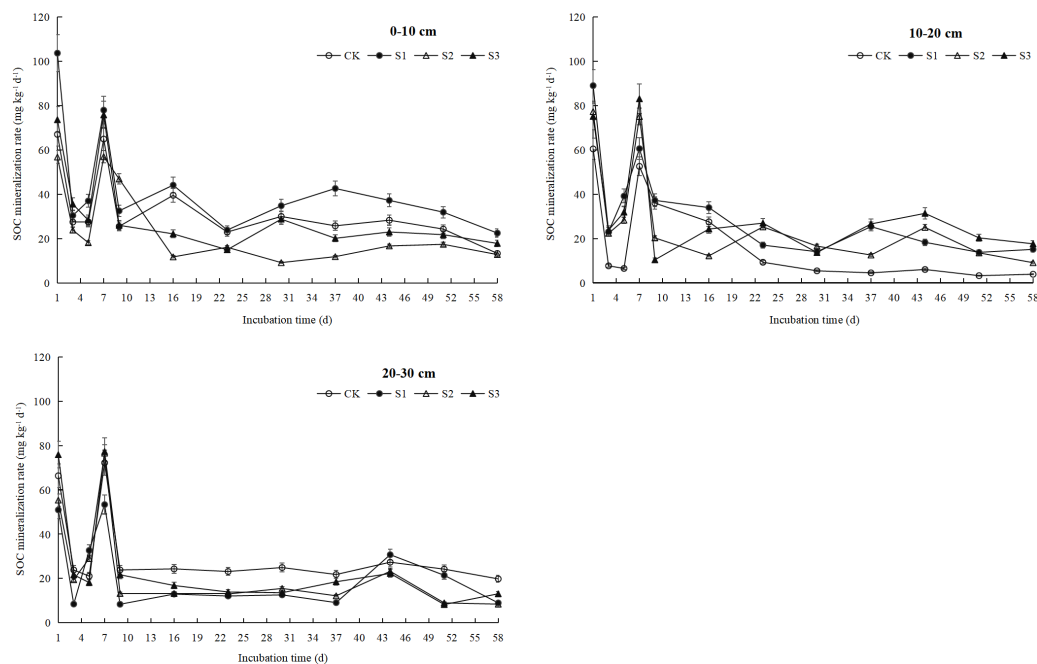 0-10 cm
CK S1 S2 S3
SOC mineralization rate (mg kg⁻¹ d⁻¹)
120
100
80
60
40
20
0
1 4 7 10 13 16 19 22 25 28 31 34 37 40 43 46 49 52 55 58
Incubation time (d)
10-20 cm
CK S1 S2 S3
SOC mineralization rate (mg kg⁻¹ d⁻¹)
120
100
80
60
40
20
0
1 4 7 10 13 16 19 22 25 28 31 34 37 40 43 46 49 52 55 58
Incubation time (d)
20-30 cm
CK S1 S2 S3
SOC mineralization rate (mg kg⁻¹ d⁻¹)
120
100
80
60
40
20
0
1 4 7 10 13 16 19 22 25 28 31 34 37 40 43 46 49 52 55 58
Incubation time (d)